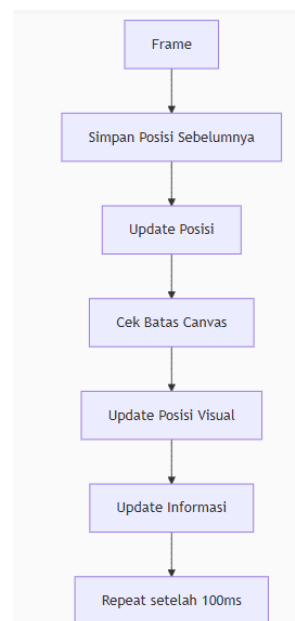 Frame
Simpan Posisi Sebelumnya
Update Posisi
Cek Batas Canvas
Update Posisi Visual
Update Informasi
Repeat setelah 100ms